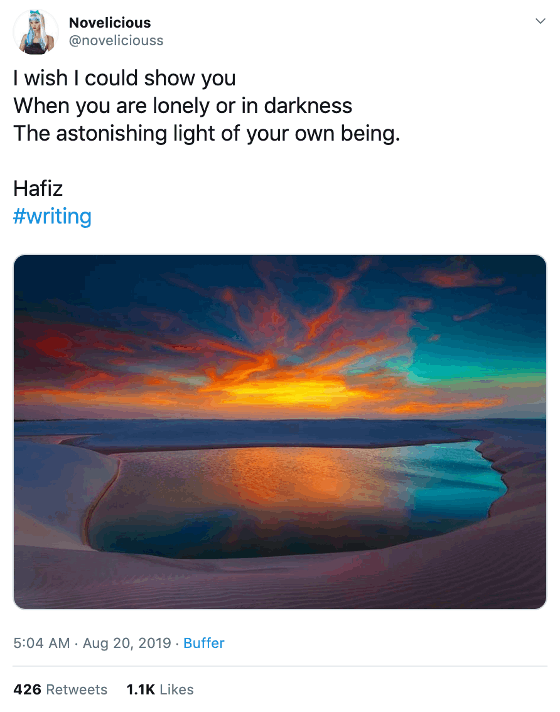 Novelicious
@noveliciouss
I wish I could show you
When you are lonely or in darkness
The astonishing light of your own being.
Hafiz
#writing
5:04 AM · Aug 20, 2019 · Buffer
426 Retweets 1.1K Likes